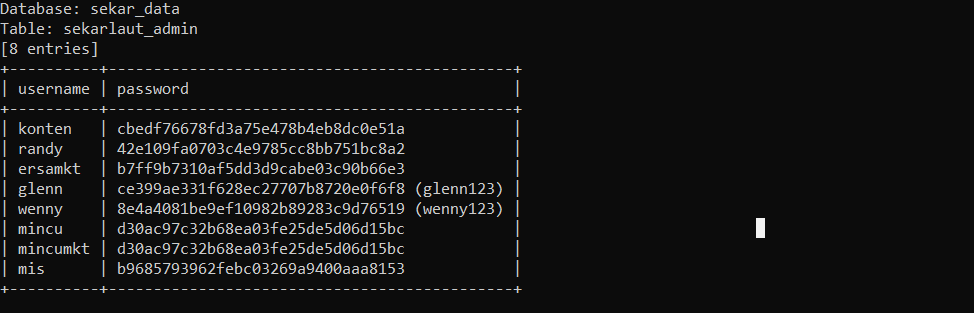 Database: sekar_data
Table: sekarlaut_admin
[8 entries]
+----------+-------------------------------------------+
| username | password |
+----------+-------------------------------------------+
| konten | cbedf76678fd3a75e478b4eb8dc0e51a |
| randy | 42e109fa0703c4e9785cc8bb751bc8a2 |
| ersamkt | b7ff9b7310af5dd3d9cabe03c90b66e3 |
| glenn | ce399ae331f628ec27707b8720e0f6f8 (glenn123) |
| wenny | 8e4a4081be9ef10982b89283c9d76519 (wenny123) |
| mincu | d30ac97c32b68ea03fe25de5d06d15bc |
| mincumkt | d30ac97c32b68ea03fe25de5d06d15bc |
| mis | b9685793962febc03269a9400aaa8153 |
+----------+-------------------------------------------+